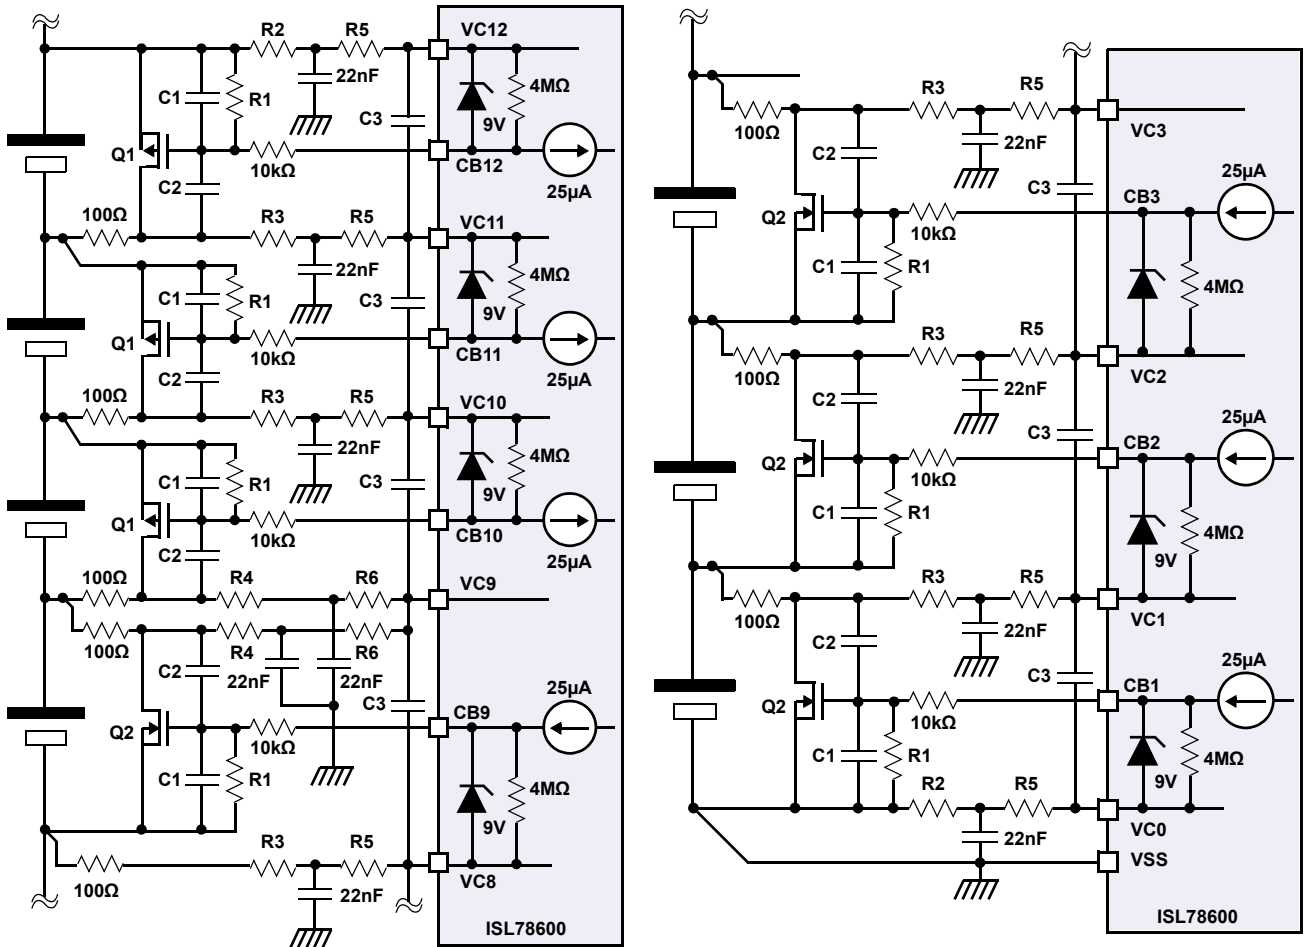 R2
R5
VC12
22nF
4MΩ
C1
R1
C3
9V
Q1
10kΩ
CB12
C2
25µA
100Ω
R3
R5
VC11
22nF
4MΩ
C1
R1
C3
9V
Q1
10kΩ
CB11
C2
25µA
100Ω
R3
R5
VC10
22nF
4MΩ
C1
R1
C3
9V
Q1
10kΩ
CB10
C2
25µA
100Ω
R4
R6
VC9
100Ω
R4
R6
C2
22nF
22nF
C3
25µA
CB9
Q2
10kΩ
C1
R1
4MΩ
9V
R3
R5
100Ω
22nF
VC8
ISL78600
R3
R5
100Ω
VC3
22nF
C2
C3
CB3
25µA
Q2
10kΩ
C1
R1
4MΩ
R3
R5
100Ω
VC2
22nF
C2
C3
CB2
25µA
Q2
10kΩ
C1
R1
4MΩ
9V
R3
R5
100Ω
VC1
22nF
C2
C3
CB1
25µA
Q2
10kΩ
C1
R1
4MΩ
9V
R2
R5
VC0
22nF
VSS
ISL78600